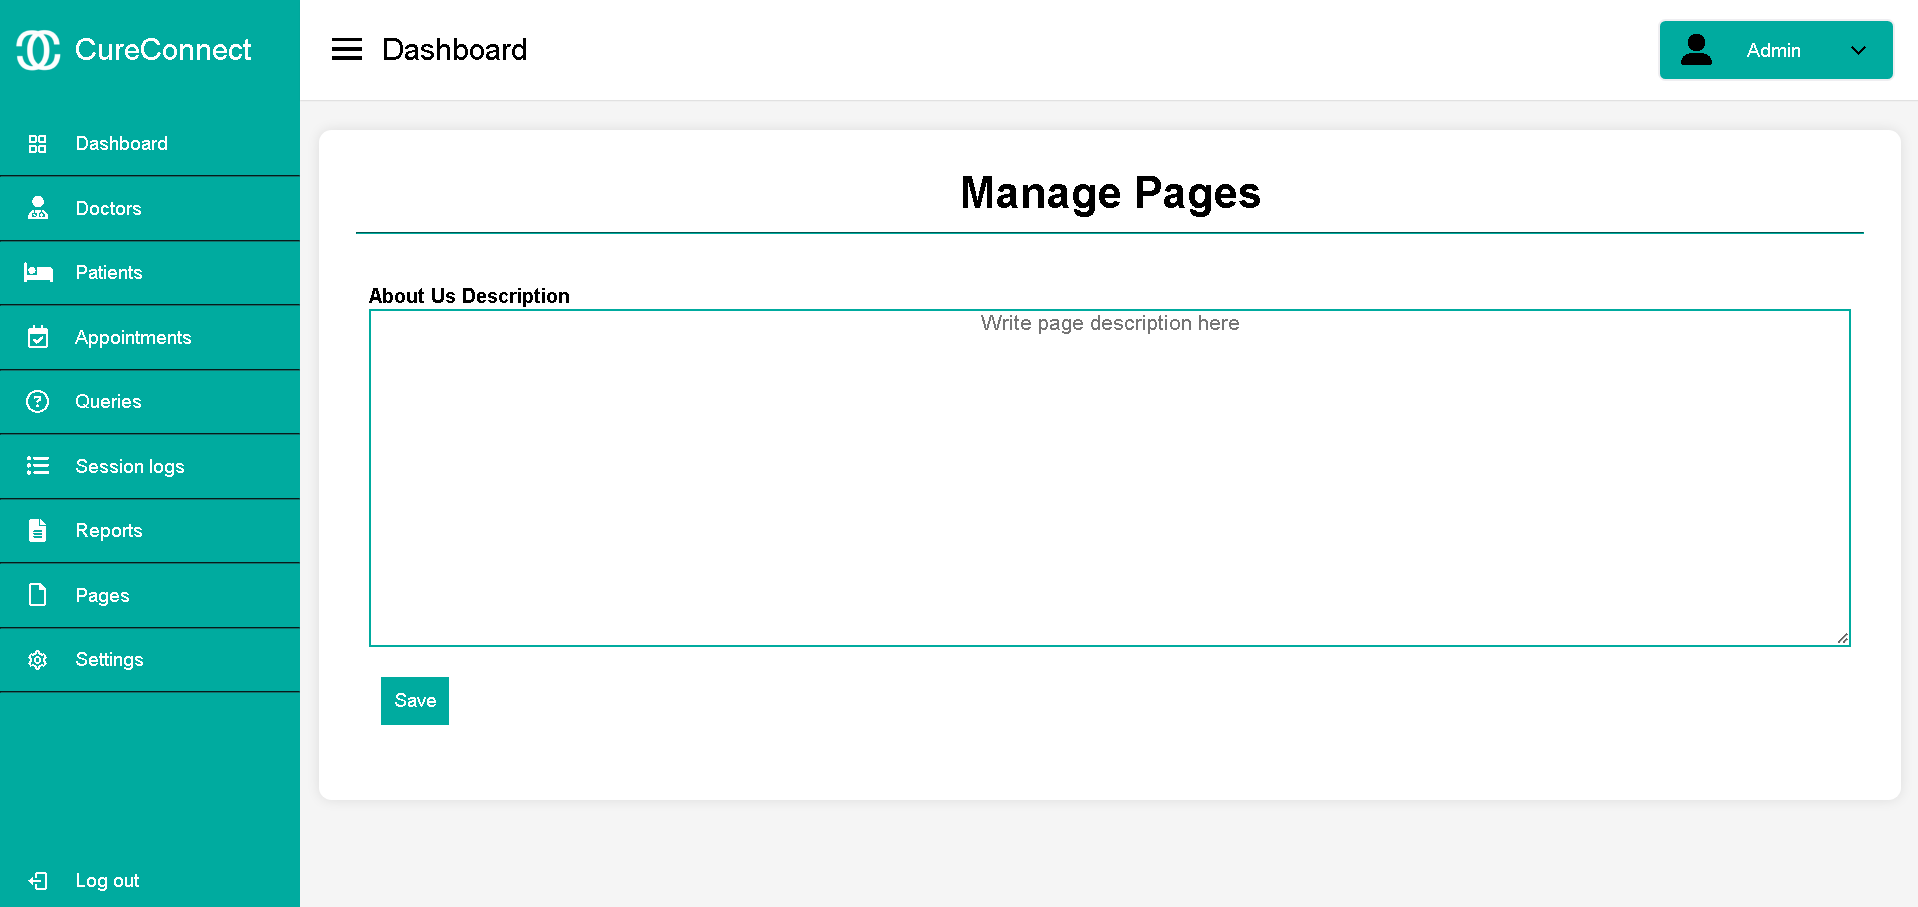 CureConnect
Dashboard
Admin
Dashboard
Doctors
Patients
Appointments
Queries
Session logs
Reports
Pages
Settings
Log out
Manage Pages
About Us Description
Write page description here
Save